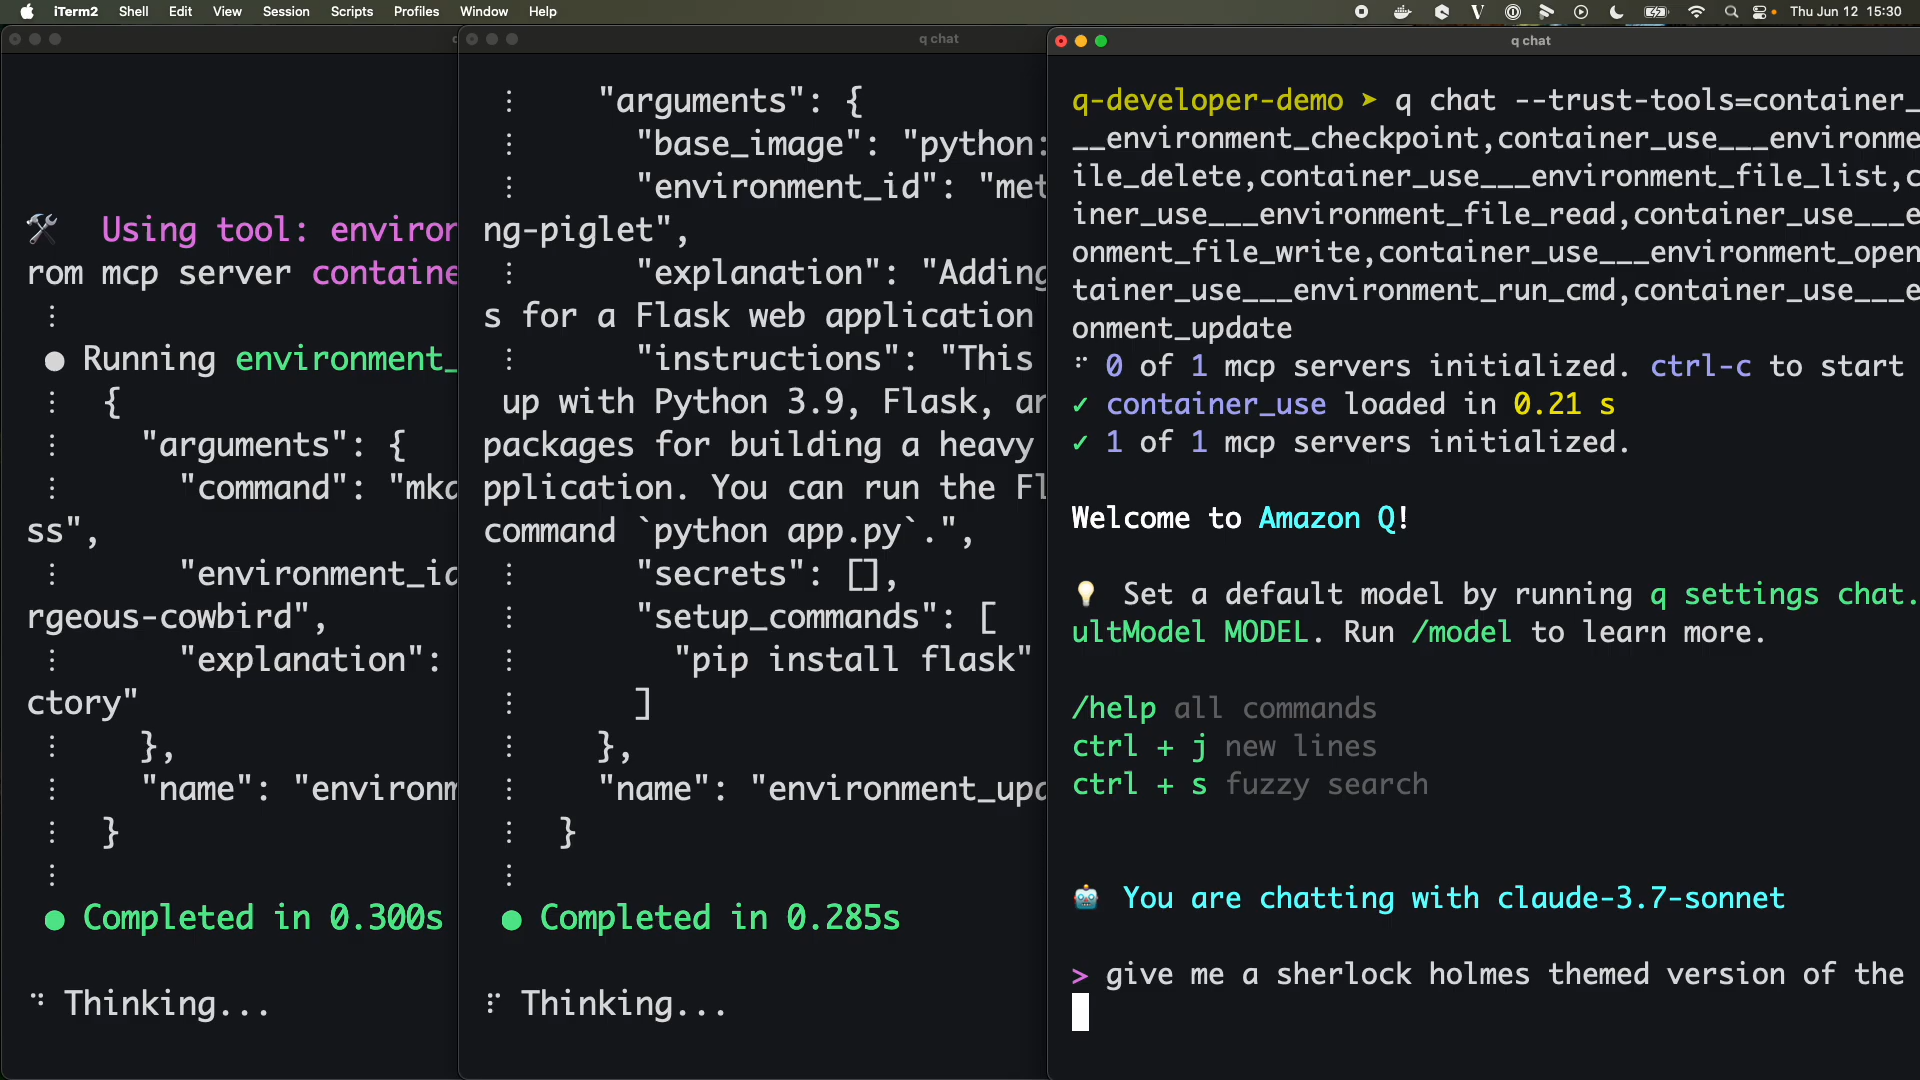 iTerm2 Shell Edit View Session Scripts Profiles Window Help Thu Jun 12 15:30
🛠 Using tool: environ
rom mcp server containe
⋮
● Running environment_
⋮ {
⋮ "arguments": {
⋮ "command": "mkd
ss",
⋮ "environment_id
rgeous-cowbird",
⋮ "explanation":
ctory"
⋮ },
⋮ "name": "environm
⋮ }
⋮
● Completed in 0.300s
Thinking...
q chat
⋮ "arguments": {
⋮ "base_image": "python:
⋮ "environment_id": "met
ng-piglet",
⋮ "explanation": "Adding
s for a Flask web application
⋮ "instructions": "This
up with Python 3.9, Flask, an
packages for building a heavy
pplication. You can run the Fl
command `python app.py`.",
⋮ "secrets": [],
⋮ "setup_commands": [
⋮ "pip install flask"
⋮ ]
⋮ },
⋮ "name": "environment_upd
⋮ }
⋮
● Completed in 0.285s
Thinking...
q chat
q-developer-demo ➤ q chat --trust-tools=container_
__environment_checkpoint,container_use___environme
ile_delete,container_use___environment_file_list,c
iner_use___environment_file_read,container_use___e
onment_file_write,container_use___environment_open
tainer_use___environment_run_cmd,container_use___e
onment_update
0 of 1 mcp servers initialized. ctrl-c to start
✓ container_use loaded in 0.21 s
✓ 1 of 1 mcp servers initialized.
Welcome to Amazon Q!
💡 Set a default model by running q settings chat.
ultModel MODEL. Run /model to learn more.
/help all commands
ctrl + j new lines
ctrl + s fuzzy search
🤖 You are chatting with claude-3.7-sonnet
> give me a sherlock holmes themed version of the